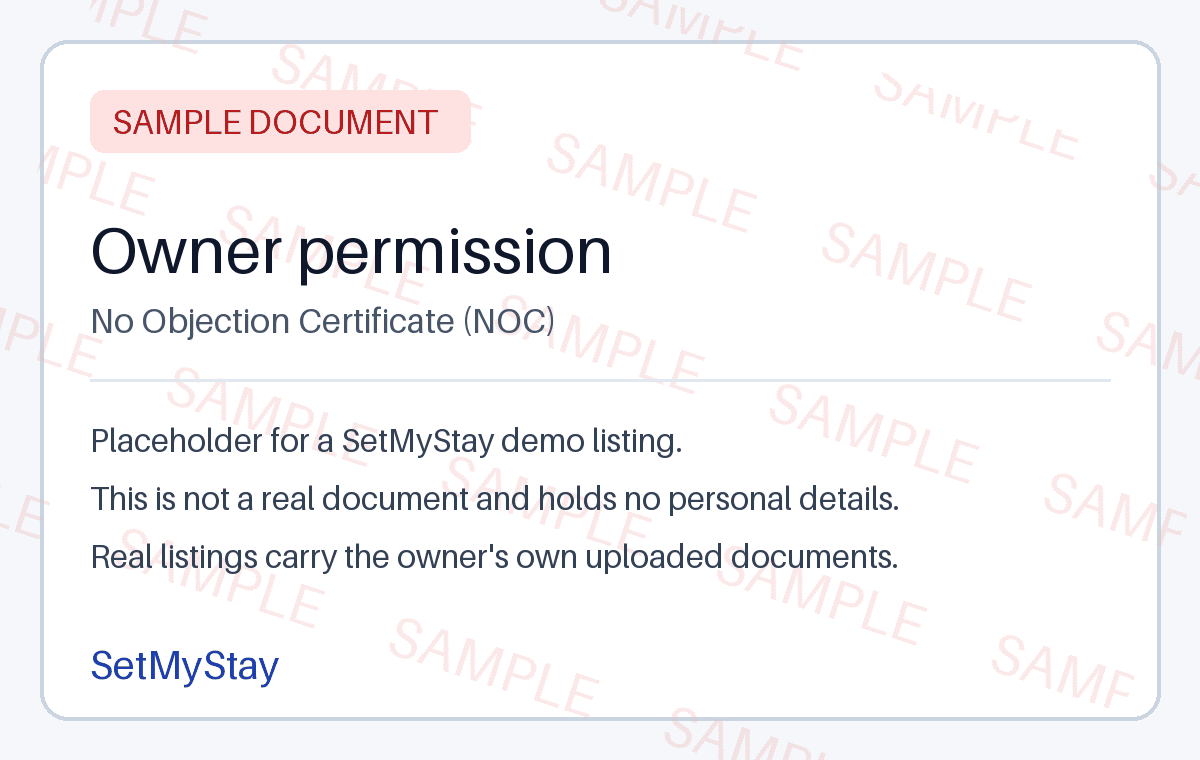 SAMPLE DOCUMENT
Owner permission
No Objection Certificate (NOC)
Placeholder for a SetMyStay demo listing.
This is not a real document and holds no personal details.
Real listings carry the owner's own uploaded documents.
SetMyStay
SAMPLE